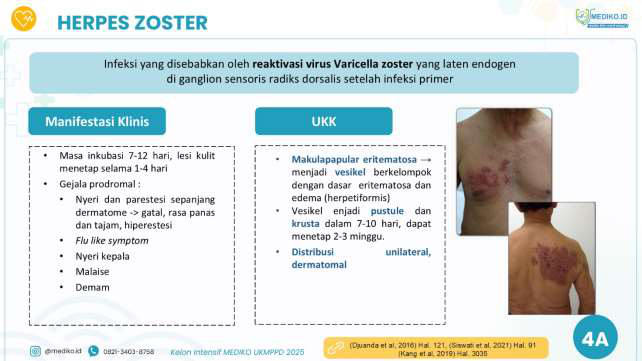 HERPES ZOSTER
MEDIKO.ID
Infeksi yang disebabkan oleh reaktivasi virus Varicella zoster yang laten endogen
di ganglion sensoris radiks dorsalis setelah infeksi primer
Manifestasi Klinis
• Masa inkubasi 7-12 hari, lesi kulit
menetap selama 1-4 hari
• Gejala prodromal :
• Nyeri dan parestesi sepanjang
dermatome -> gatal, rasa panas
dan tajam, hiperestesi
• Flu like symptom
• Nyeri kepala
• Malaise
• Demam
UKK
• Makulapapular eritematosa →
menjadi vesikel berkelompok
dengan dasar eritematosa dan
edema (herpetiformis)
• Vesikel enjadi pustule dan
krusta dalam 7-10 hari, dapat
menetap 2-3 minggu.
• Distribusi unilateral,
dermatomal
@mediko.id
0821-3403-8758
Kelon Intensif MEDIKO UKMPPD 2025
(Djuanda et al, 2016) Hal. 121, (Siswati et al, 2021) Hal. 91
(Kang et al, 2019) Hal. 3036
4A